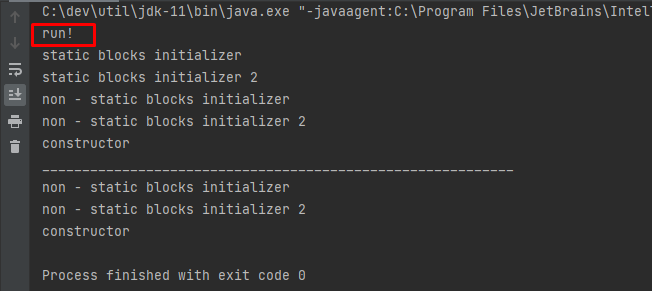 C:\dev\util\jdk-11\bin\java.exe "-javaagent:C:\Program Files\JetBrains\Intel
run!
static blocks initializer
static blocks initializer 2
non - static blocks initializer
non - static blocks initializer 2
constructor
___________________________________________________________
non - static blocks initializer
non - static blocks initializer 2
constructor
Process finished with exit code 0